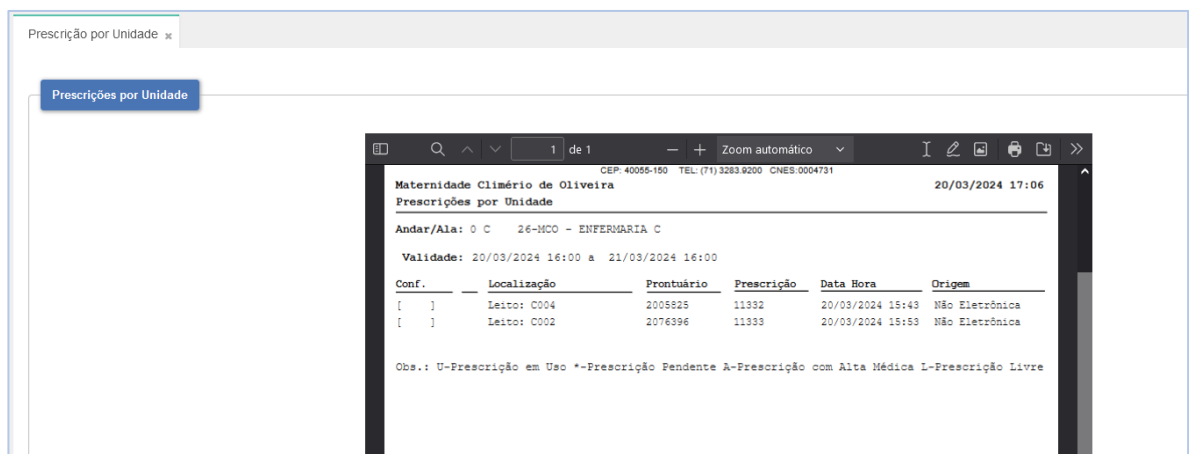 Prescrição por Unidade ×
Prescrições por Unidade
1 de 1 — + Zoom automático
CEP: 40055-150 TEL: (71) 3283.9200 CNES:0004731
Maternidade Climério de Oliveira 20/03/2024 17:06
Prescrições por Unidade
Andar/Ala: 0 C 26-MCO - ENFERMARIA C
Validade: 20/03/2024 16:00 a 21/03/2024 16:00
Conf. Localização Prontuário Prescrição Data Hora Origem
[ ] Leito: C004 2005825 11332 20/03/2024 15:43 Não Eletrônica
[ ] Leito: C002 2076396 11333 20/03/2024 15:53 Não Eletrônica
Obs.: U-Prescrição em Uso *-Prescrição Pendente A-Prescrição com Alta Médica L-Prescrição Livre